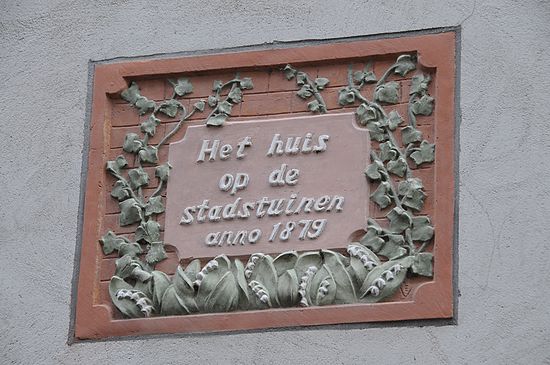 Het huis
op de
stadstuinen
anno 1879